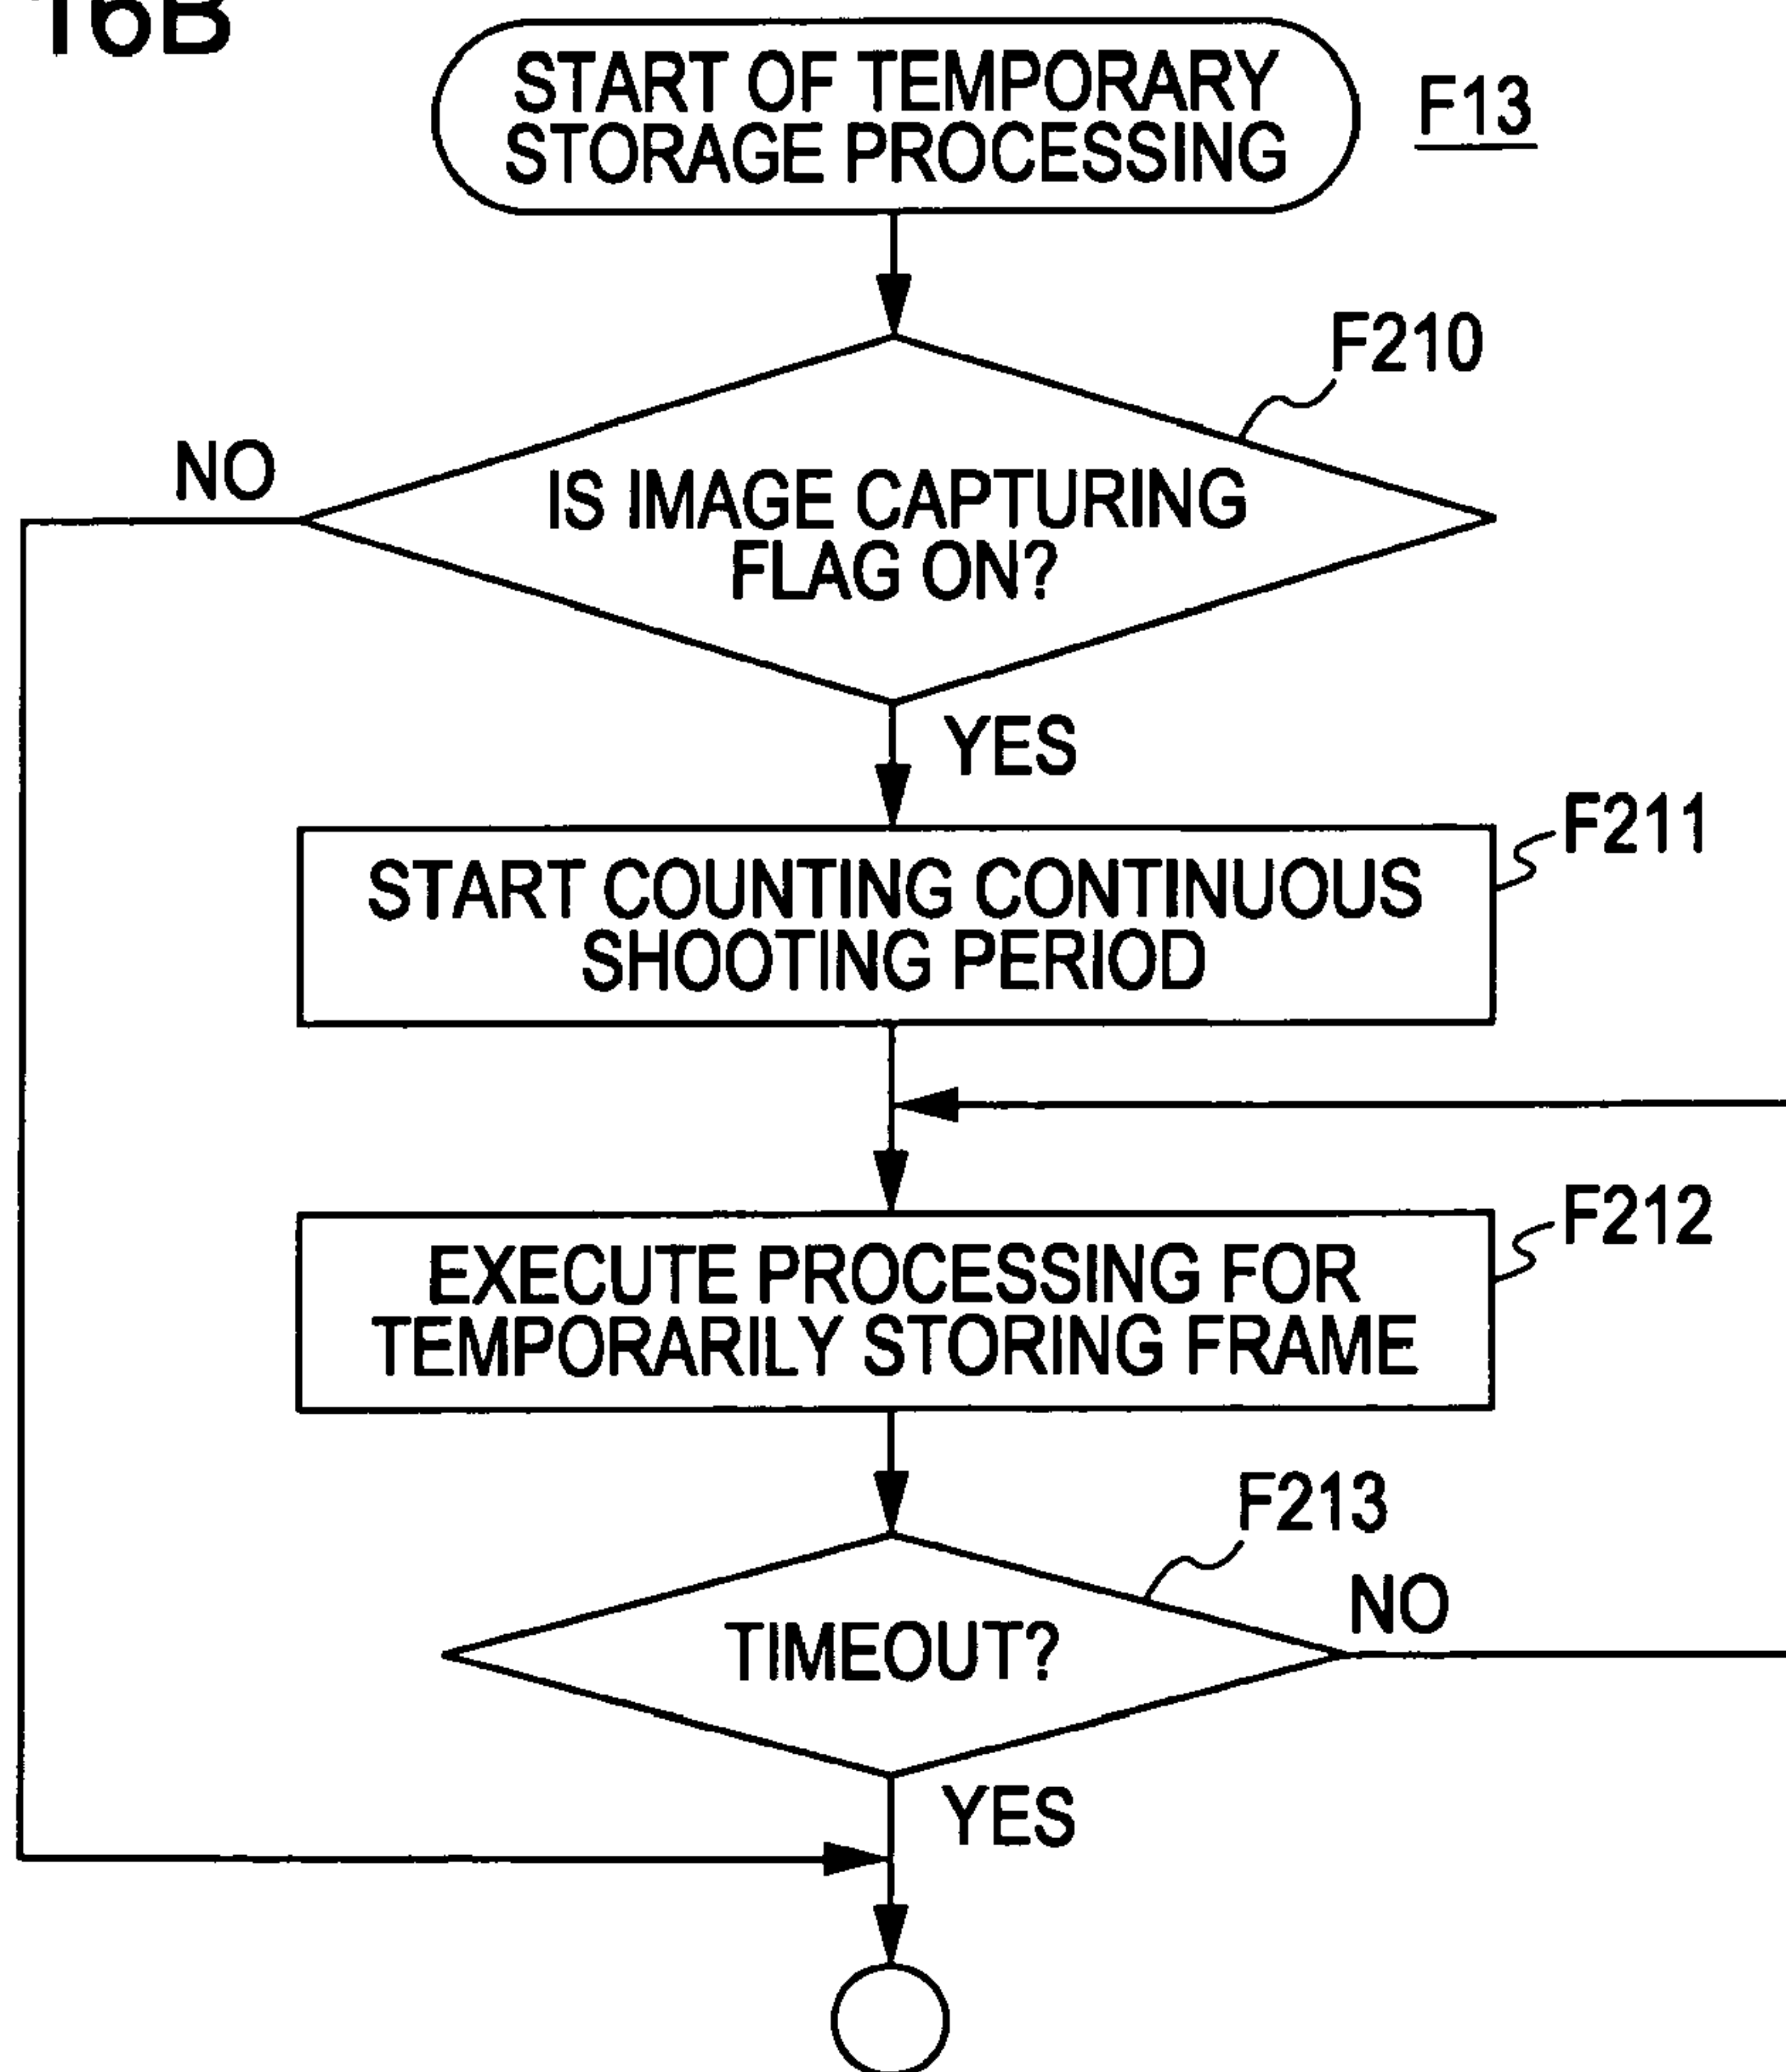 16B
START OF TEMPORARY
STORAGE PROCESSING
F13
F210
NO
IS IMAGE CAPTURING
FLAG ON?
YES
F211
START COUNTING CONTINUOUS
SHOOTING PERIOD
F212
EXECUTE PROCESSING FOR
TEMPORARILY STORING FRAME
F213
NO
TIMEOUT?
YES